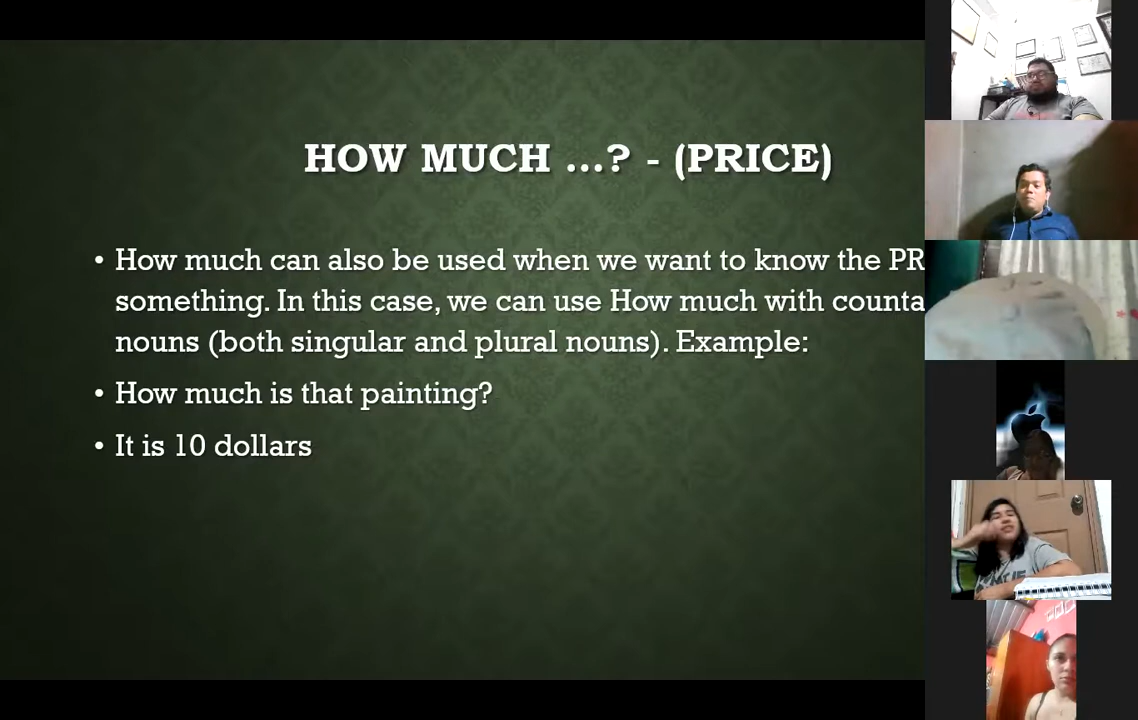 HOW MUCH ...? - (PRICE)
• How much can also be used when we want to know the PR
something. In this case, we can use How much with counta
nouns (both singular and plural nouns). Example:
• How much is that painting?
• It is 10 dollars